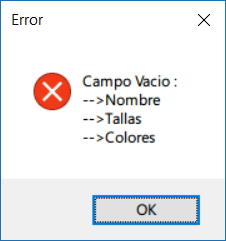 Error
Campo Vacio :
-->Nombre
-->Tallas
-->Colores
OK